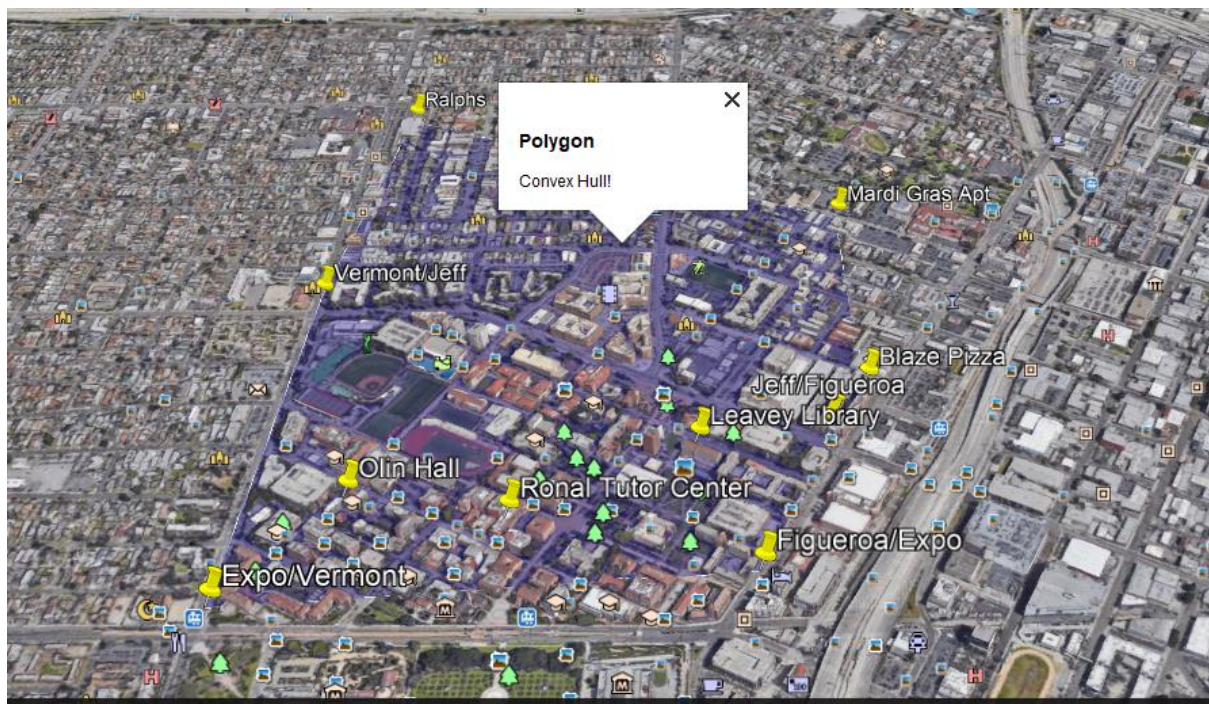 Ralphs
Polygon
Convex Hull!
Mardi Gras Apt
Vermont/Jeff
Blaze Pizza
Jeff/Figueroa
Leavey Library
Olin Hall
Ronal Tutor Center
Figueroa/Expo
Expo/Vermont